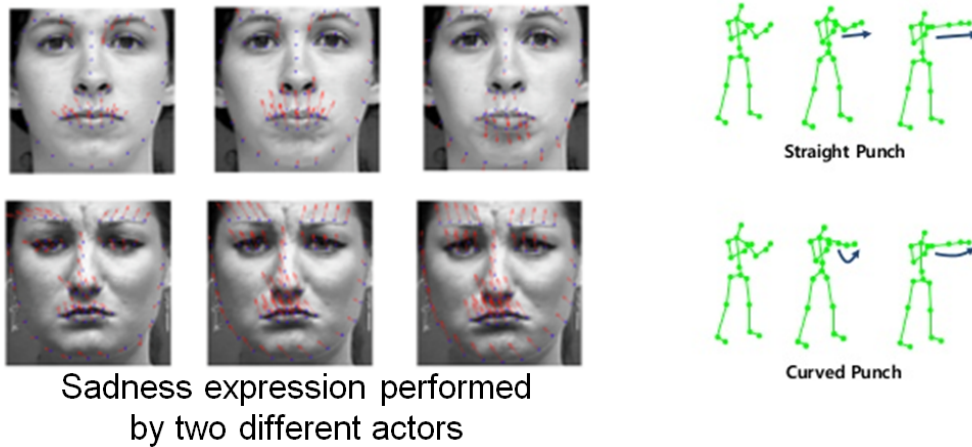 Straight Punch
Curved Punch
Sadness expression performed
by two different actors